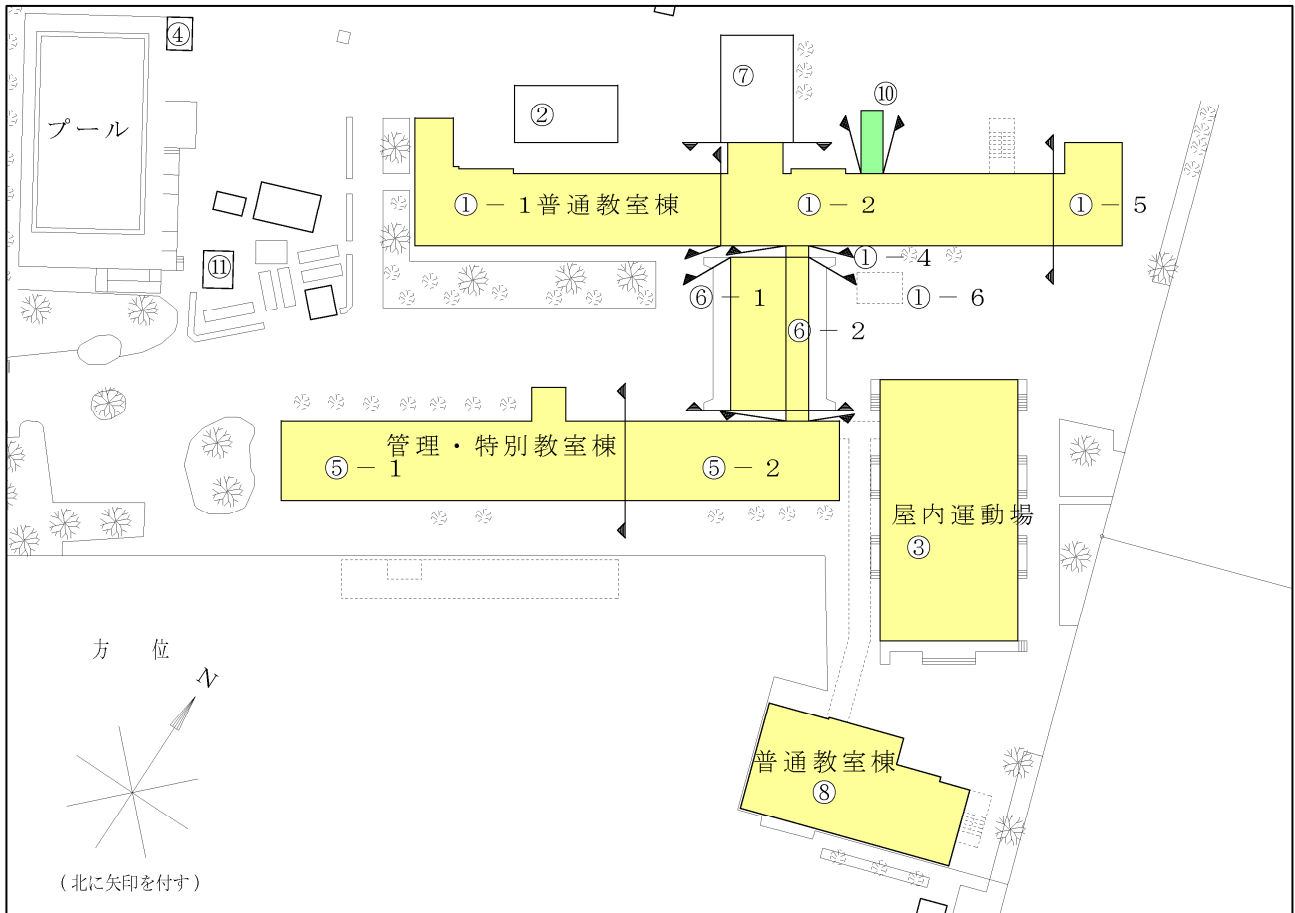 ④
プール
②
⑦
⑩
①－１普通教室棟
①－２
①－５
①－４
⑪
⑥－１
①－６
⑥－２
管理・特別教室棟
⑤－１
⑤－２
屋内運動場
③
方　位
N
普通教室棟
⑧
(北に矢印を付す)